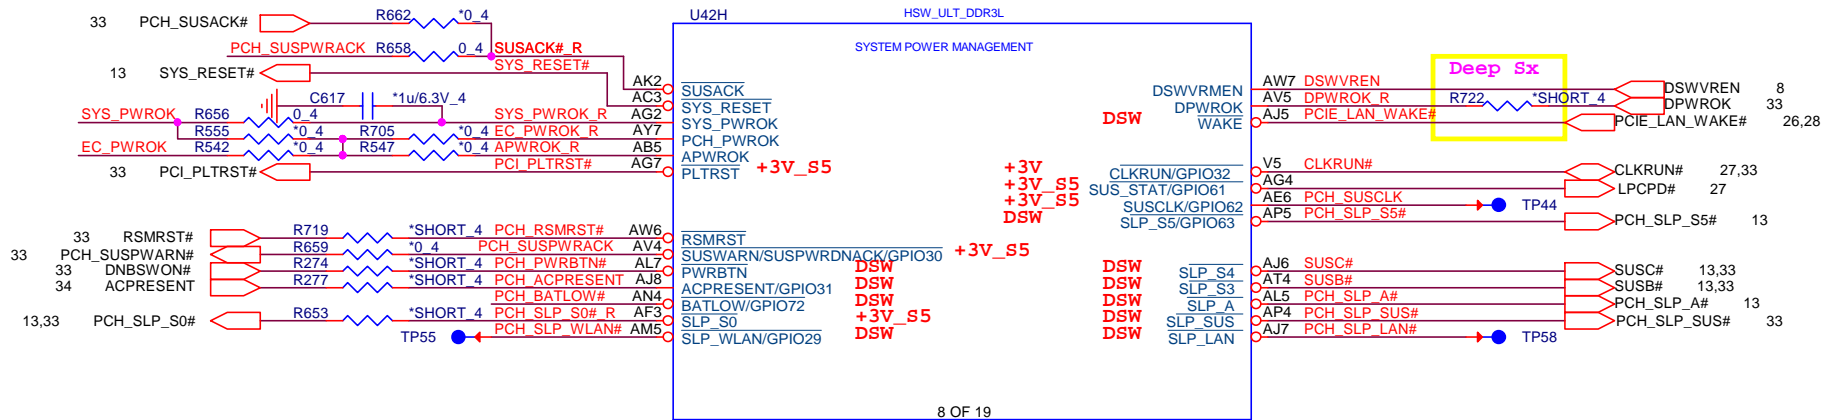 U42H HSW_ULT_DDR3L
SYSTEM POWER MANAGEMENT
33 PCH_SUSACK# R662 *0_4
PCH_SUSPWRACK R658 0_4 SUSACK#_R
13 SYS_RESET# SYS_RESET#
AK2 SUSACK
AC3 SYS_RESET
C617 *1u/6.3V_4
SYS_PWROK R656 0_4 SYS_PWROK_R AG2 SYS_PWROK
R555 *0_4 R705 *0_4 EC_PWROK_R AY7 PCH_PWROK
EC_PWROK R542 *0_4 R547 *0_4 APWROK_R AB5 APWROK
33 PCI_PLTRST# PCI_PLTRST# AG7 PLTRST +3V_S5
33 RSMRST# R719 *SHORT_4 PCH_RSMRST# AW6 RSMRST
33 PCH_SUSPWARN# R659 *0_4 PCH_SUSPWRACK AV4 SUSWARN/SUSPWRDNACK/GPIO30 +3V_S5
33 DNBSWON# R274 *SHORT_4 PCH_PWRBTN# AL7 PWRBTN DSW
34 ACPRESENT R277 *SHORT_4 PCH_ACPRESENT AJ8 ACPRESENT/GPIO31 DSW
PCH_BATLOW# AN4 BATLOW/GPIO72 DSW
13,33 PCH_SLP_S0# R653 *SHORT_4 PCH_SLP_S0#_R AF3 SLP_S0 +3V_S5
TP55 PCH_SLP_WLAN# AM5 SLP_WLAN/GPIO29 DSW
Deep Sx
DSWVRMEN AW7 DSWVREN DSWVREN 8
DPWROK AV5 DPWROK_R R722 *SHORT_4 DPWROK 33
DSW WAKE AJ5 PCIE_LAN_WAKE# PCIE_LAN_WAKE# 26,28
+3V CLKRUN/GPIO32 V5 CLKRUN# CLKRUN# 27,33
+3V_S5 SUS_STAT/GPIO61 AG4 LPCPD# 27
+3V_S5 SUSCLK/GPIO62 AE6 PCH_SUSCLK TP44
DSW SLP_S5/GPIO63 AP5 PCH_SLP_S5# PCH_SLP_S5# 13
DSW SLP_S4 AJ6 SUSC# SUSC# 13,33
DSW SLP_S3 AT4 SUSB# SUSB# 13,33
DSW SLP_A AL5 PCH_SLP_A# PCH_SLP_A# 13
DSW SLP_SUS AP4 PCH_SLP_SUS# PCH_SLP_SUS# 33
DSW SLP_LAN AJ7 PCH_SLP_LAN# TP58
8 OF 19